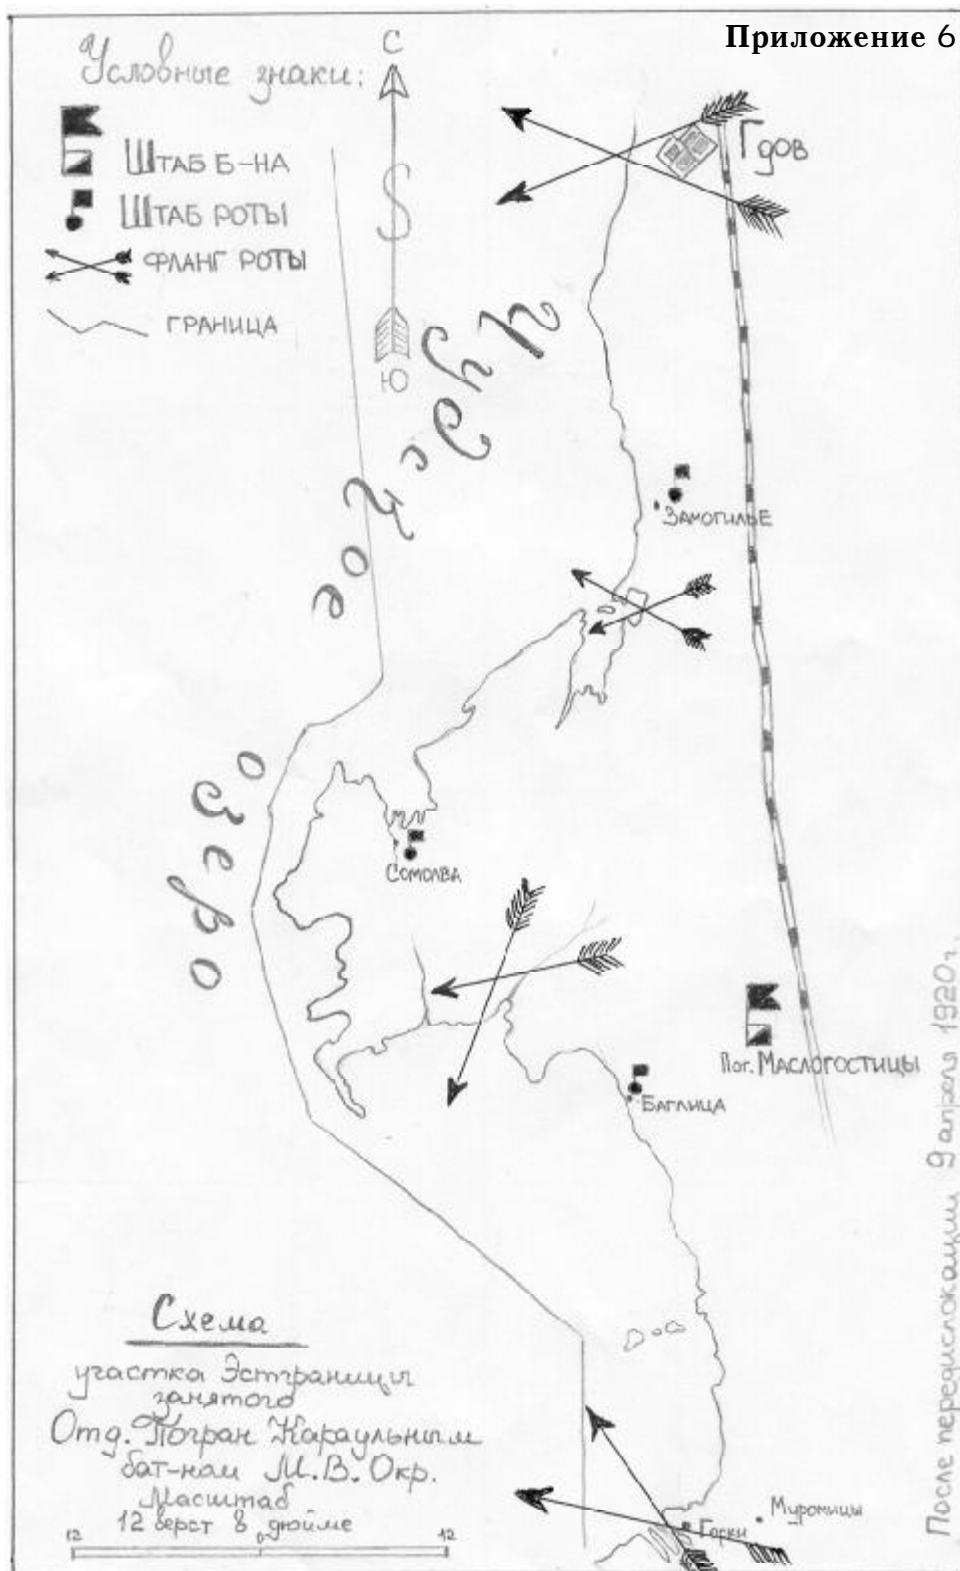 Приложение 6
Условные знаки:
Штаб б-на
Штаб роты
фланг роты
граница
С
Ю
Гдов
Чудское
озеро
Замогилье
Сомолва
Пог. Маслогостицы
Баглица
Муромицы
Горки
Схема
участка Эстграницы
занятого
Отд. Погран Караульным
бат-ном М.В. Окр.
Масштаб
12 верст в дюйме
12 0 12
После передислокации 9 апреля 1920г.